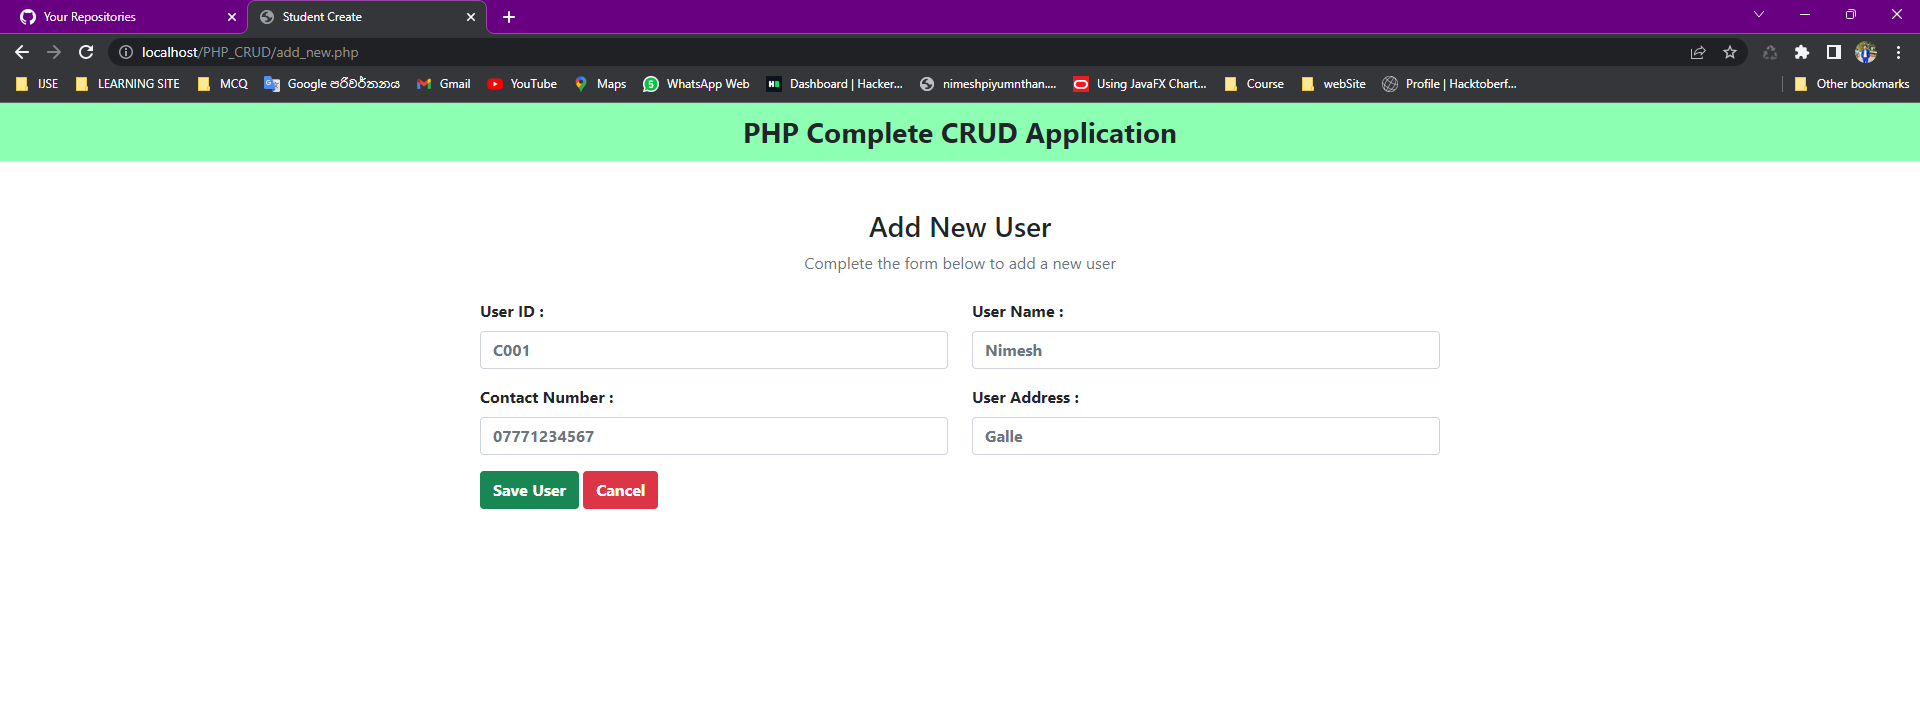 Your Repositories
Student Create
localhost/PHP_CRUD/add_new.php
IJSE LEARNING SITE MCQ Google පරිවර්තනය Gmail YouTube Maps 5 WhatsApp Web Dashboard | Hacker... nimeshpiyumnthan.... Using JavaFX Chart... Course webSite Profile | Hacktoberf... Other bookmarks
PHP Complete CRUD Application
Add New User
Complete the form below to add a new user
User ID : User Name :
C001 Nimesh
Contact Number : User Address :
07771234567 Galle
Save User Cancel